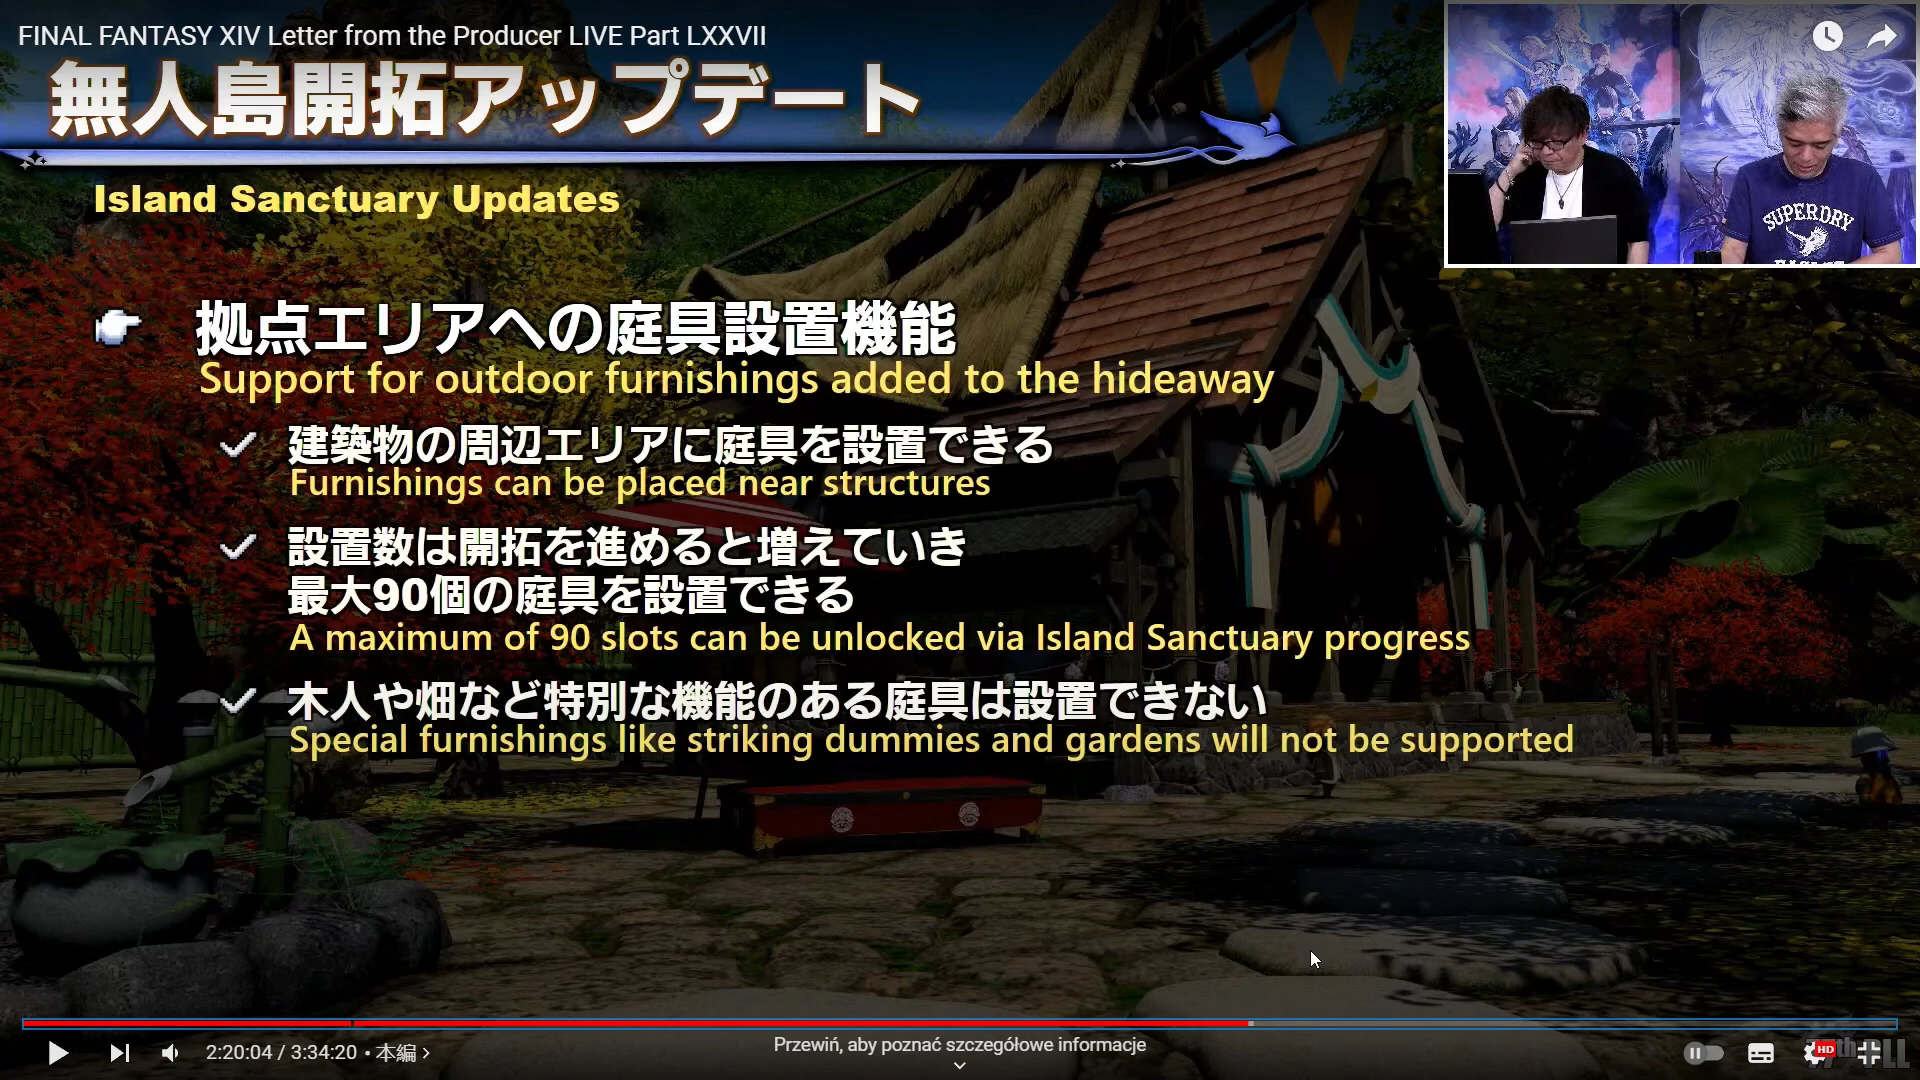 FINAL FANTASY XIV Letter from the Producer LIVE Part LXXVII
無人島開拓アップデート
Island Sanctuary Updates
SUPERDRY
拠点エリアへの庭具設置機能
Support for outdoor furnishings added to the hideaway
建築物の周辺エリアに庭具を設置できる
Furnishings can be placed near structures
設置数は開拓を進めると増えていき
最大90個の庭具を設置できる
A maximum of 90 slots can be unlocked via Island Sanctuary progress
木人や畑など特別な機能のある庭具は設置できない
Special furnishings like striking dummies and gardens will not be supported
2:20:04 / 3:34:20 • 本編
Przewiń, aby poznać szczegółowe informacje
HD